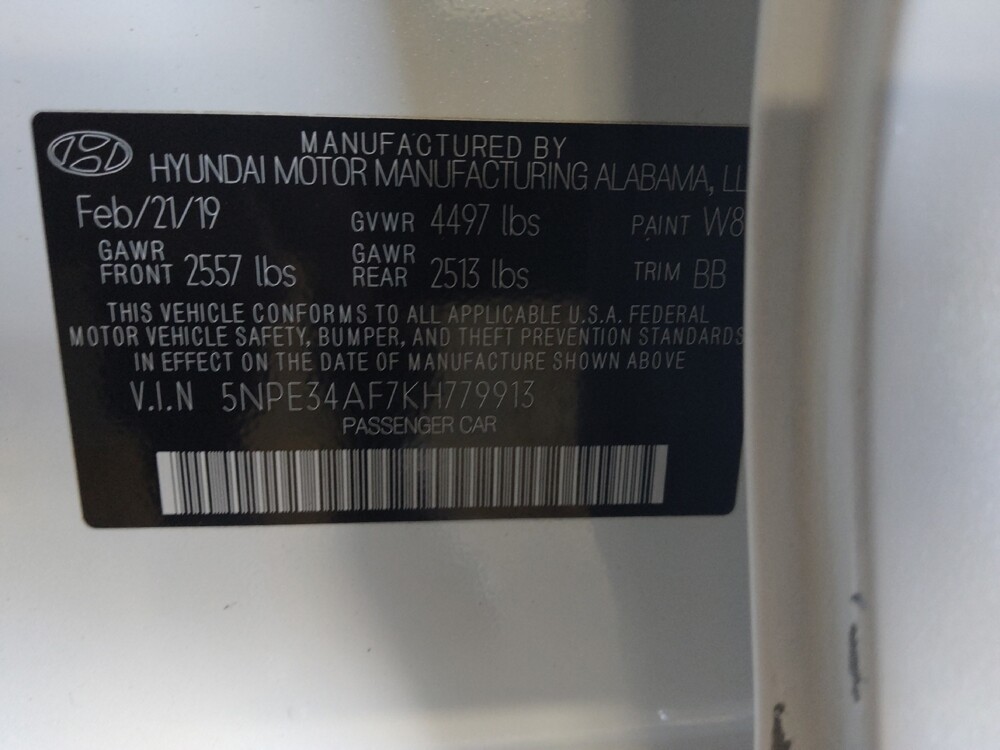 MANUFACTURED BY
HYUNDAI MOTOR MANUFACTURING ALABAMA, LL
Feb/21/19 GVWR 4497 lbs PAINT W8
GAWR FRONT 2557 lbs GAWR REAR 2513 lbs TRIM BB
THIS VEHICLE CONFORMS TO ALL APPLICABLE U.S.A. FEDERAL
MOTOR VEHICLE SAFETY, BUMPER, AND THEFT PREVENTION STANDARDS
IN EFFECT ON THE DATE OF MANUFACTURE SHOWN ABOVE
V.I.N 5NPE34AF7KH779913
PASSENGER CAR